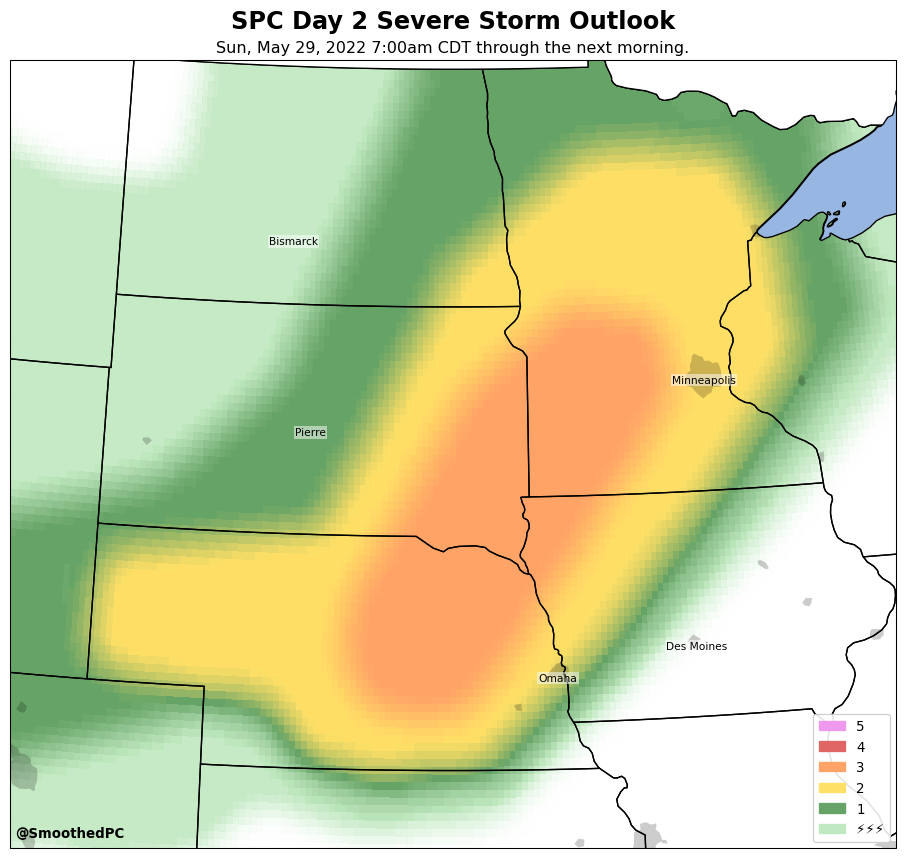 SPC Day 2 Severe Storm Outlook
Sun, May 29, 2022 7:00am CDT through the next morning.
Bismarck
Minneapolis
Pierre
Des Moines
Omaha
5
4
3
2
1
⚡⚡⚡
@SmoothedPC